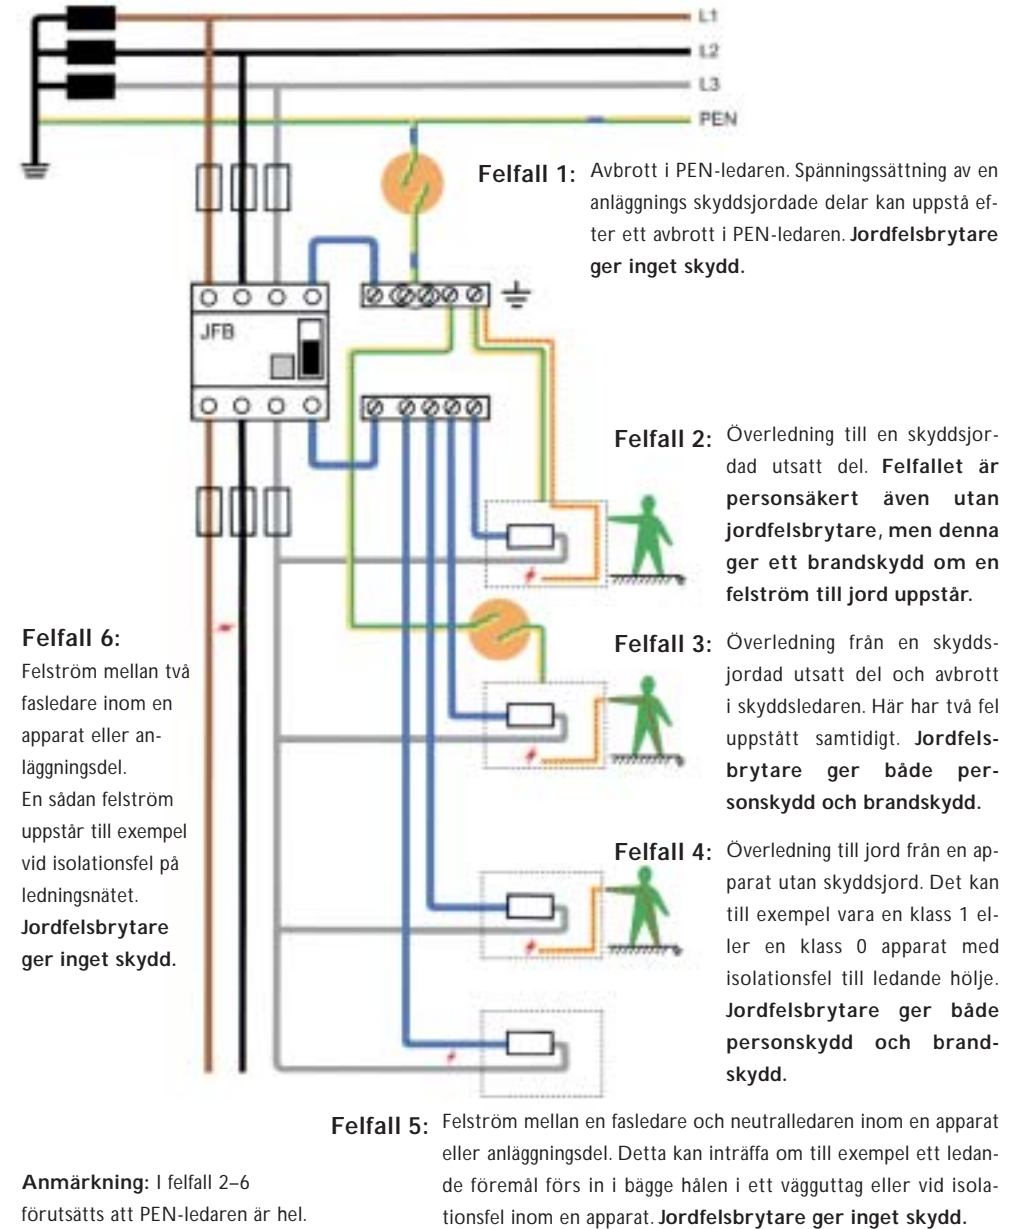 L1
L2
L3
PEN
Felfall 1: Avbrott i PEN-ledaren. Spänningssättning av en
anläggnings skyddsjordade delar kan uppstå ef-
ter ett avbrott i PEN-ledaren. Jordfelsbrytare
ger inget skydd.
JFB
Felfall 2: Överledning till en skyddsjor-
dad utsatt del. Felfallet är
personsäkert även utan
jordfelsbrytare, men denna
ger ett brandskydd om en
felström till jord uppstår.
Felfall 3: Överledning från en skydds-
jordad utsatt del och avbrott
i skyddsledaren. Här har två fel
uppstått samtidigt. Jordfels-
brytare ger både per-
sonskydd och brandskydd.
Felfall 6:
Felström mellan två
fasledare inom en
apparat eller an-
läggningsdel.
En sådan felström
uppstår till exempel
vid isolationsfel på
ledningsnätet.
Jordfelsbrytare
ger inget skydd.
Felfall 4: Överledning till jord från en ap-
parat utan skyddsjord. Det kan
till exempel vara en klass 1 el-
ler en klass 0 apparat med
isolationsfel till ledande hölje.
Jordfelsbrytare ger både
personskydd och brand-
skydd.
Felfall 5: Felström mellan en fasledare och neutralledaren inom en apparat
eller anläggningsdel. Detta kan inträffa om till exempel ett ledan-
de föremål förs in i bägge hålen i ett vägguttag eller vid isola-
tionsfel inom en apparat. Jordfelsbrytare ger inget skydd.
Anmärkning: I felfall 2–6
förutsätts att PEN-ledaren är hel.